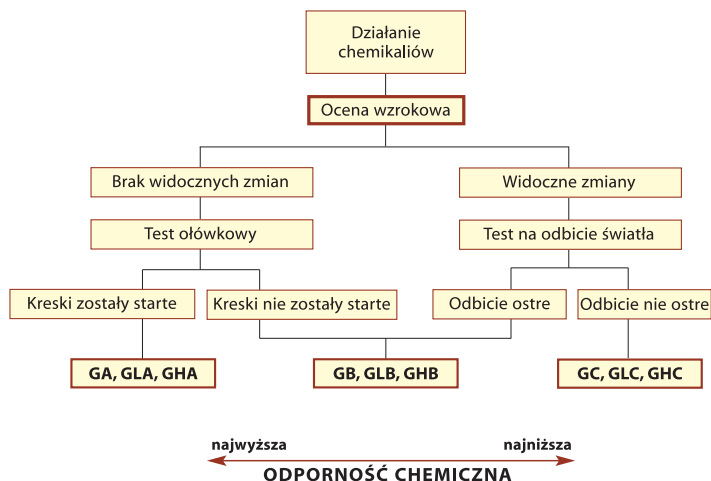 Działanie
chemikaliów
Ocena wzrokowa
Brak widocznych zmian
Widoczne zmiany
Test ołówkowy
Test na odbicie światła
Kreski zostały starte
Kreski nie zostały starte
Odbicie ostre
Odbicie nie ostre
GA, GLA, GHA
GB, GLB, GHB
GC, GLC, GHC
najwyższa
najniższa
ODPORNOŚĆ CHEMICZNA